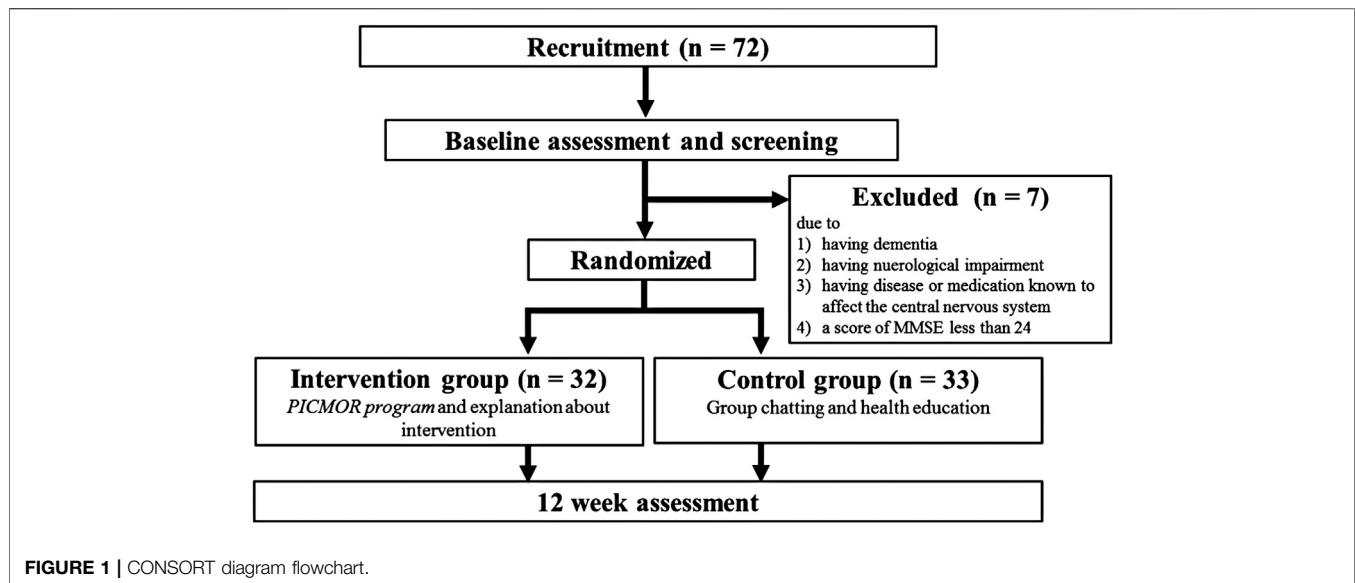 Recruitment (n = 72)
Baseline assessment and screening
Excluded (n = 7)
due to
1) having dementia
2) having nuerological impairment
3) having disease or medication known to
affect the central nervous system
4) a score of MMSE less than 24
Randomized
Intervention group (n = 32)
PICMOR program and explanation about
intervention
Control group (n = 33)
Group chatting and health education
12 week assessment
FIGURE 1 | CONSORT diagram flowchart.